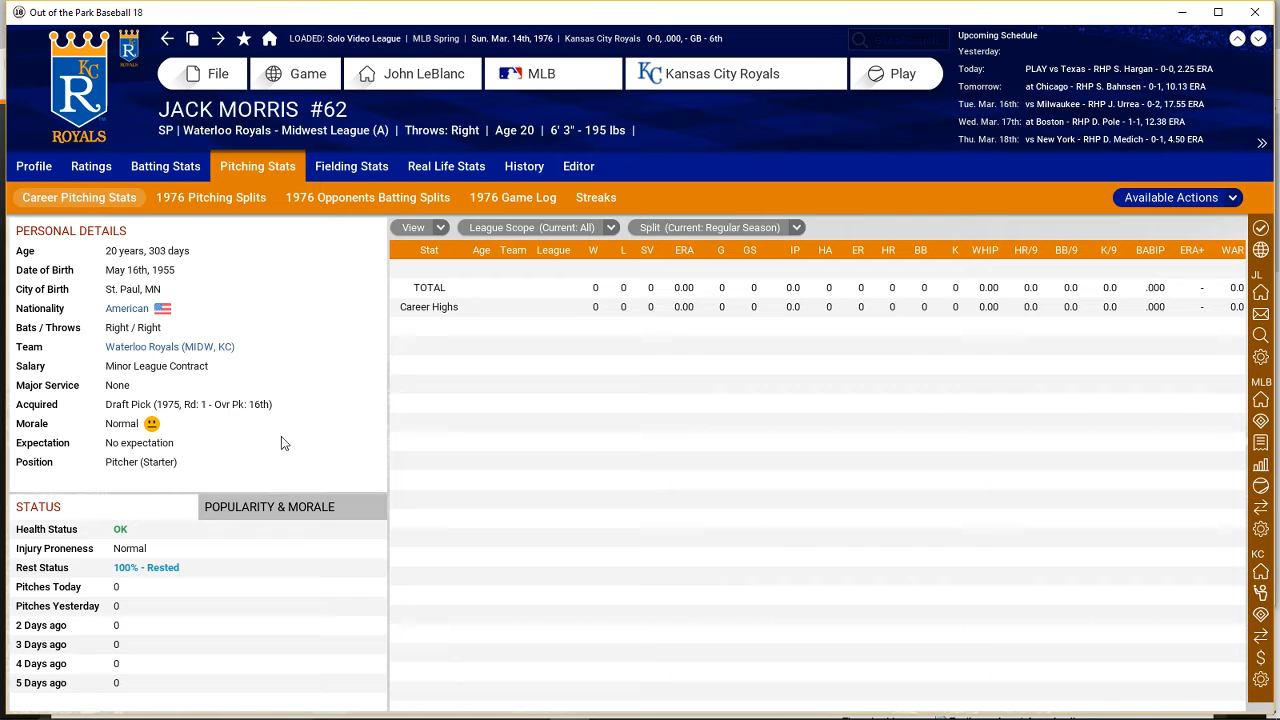 Out of the Park Baseball 18
LOADED: Solo Video League | MLB Spring | Sun. Mar. 14th, 1976 | Kansas City Royals 0-0, .000, - GB - 6th
Upcoming Schedule
Yesterday:
Today: PLAY vs Texas - RHP S. Hargan - 0-0, 2.25 ERA
Tomorrow: at Chicago - RHP S. Bahnsen - 0-1, 10.13 ERA
Tue. Mar. 16th: vs Milwaukee - RHP J. Urrea - 0-2, 17.55 ERA
Wed. Mar. 17th: at Boston - RHP D. Pole - 1-1, 12.38 ERA
Thu. Mar. 18th: vs New York - RHP D. Medich - 0-1, 4.50 ERA
KC R ROYALS
File Game John LeBlanc MLB KC Kansas City Royals Play
JACK MORRIS #62
SP | Waterloo Royals - Midwest League (A) | Throws: Right | Age 20 | 6' 3" - 195 lbs |
Profile Ratings Batting Stats Pitching Stats Fielding Stats Real Life Stats History Editor
Career Pitching Stats 1976 Pitching Splits 1976 Opponents Batting Splits 1976 Game Log Streaks Available Actions
PERSONAL DETAILS
Age 20 years, 303 days
Date of Birth May 16th, 1955
City of Birth St. Paul, MN
Nationality American
Bats / Throws Right / Right
Team Waterloo Royals (MIDW, KC)
Salary Minor League Contract
Major Service None
Acquired Draft Pick (1975, Rd: 1 - Ovr Pk: 16th)
Morale Normal
Expectation No expectation
Position Pitcher (Starter)
STATUS POPULARITY & MORALE
Health Status OK
Injury Proneness Normal
Rest Status 100% - Rested
Pitches Today 0
Pitches Yesterday 0
2 Days ago 0
3 Days ago 0
4 Days ago 0
5 Days ago 0
View League Scope (Current: All) Split (Current: Regular Season)
Stat Age Team League W L SV ERA G GS IP HA ER HR BB K WHIP HR/9 BB/9 K/9 BABIP ERA+ WAR
TOTAL 0 0 0 0.00 0 0 0.0 0 0 0 0 0 0.00 0.0 0.0 0.0 .000 - 0.0
Career Highs 0 0 0 0.00 0 0 0.0 0 0 0 0 0 0.00 0.0 0.0 0.0 .000 - 0.0
JL
MLB
KC